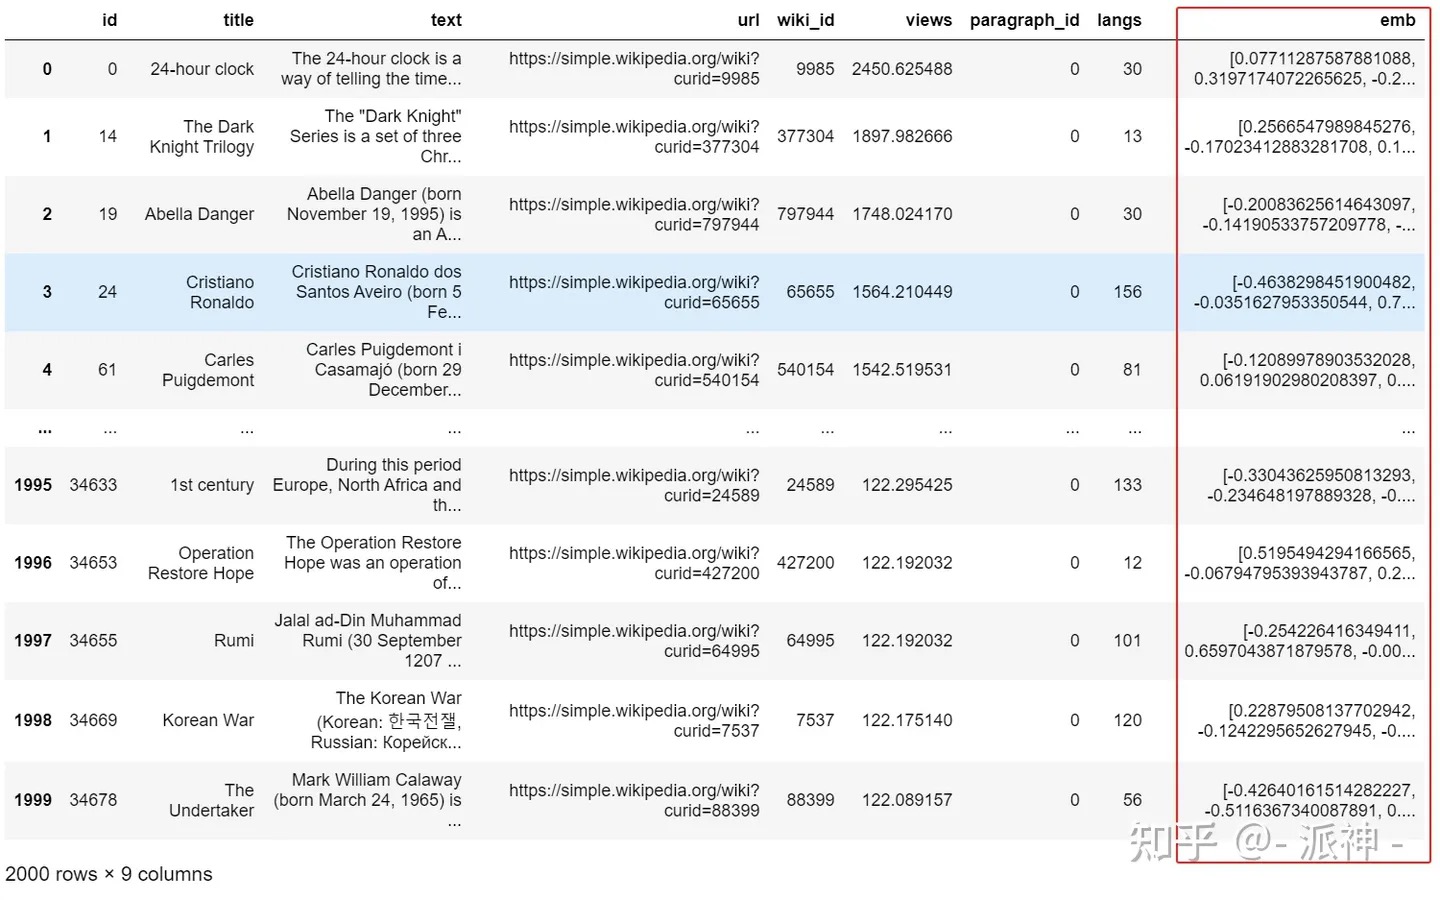 id title text url wiki_id views paragraph_id langs emb
0 0 24-hour clock The 24-hour clock is a way of telling the time... https://simple.wikipedia.org/wiki?curid=9985 9985 2450.625488 0 30 [0.07711287587881088, 0.3197174072265625, -0.2...
1 14 The Dark Knight Trilogy The "Dark Knight" Series is a set of three Chr... https://simple.wikipedia.org/wiki?curid=377304 377304 1897.982666 0 13 [0.2566547989845276, -0.17023412883281708, 0.1...
2 19 Abella Danger Abella Danger (born November 19, 1995) is an A... https://simple.wikipedia.org/wiki?curid=797944 797944 1748.024170 0 30 [-0.20083625614643097, -0.14190533757209778, -...
3 24 Cristiano Ronaldo Cristiano Ronaldo dos Santos Aveiro (born 5 Fe... https://simple.wikipedia.org/wiki?curid=65655 65655 1564.210449 0 156 [-0.4638298451900482, -0.0351627953350544, 0.7...
4 61 Carles Puigdemont Carles Puigdemont i Casamajó (born 29 December... https://simple.wikipedia.org/wiki?curid=540154 540154 1542.519531 0 81 [-0.12089978903532028, 0.06191902980208397, 0....
... ... ... ... ... ... ... ... ... ...
1995 34633 1st century During this period Europe, North Africa and th... https://simple.wikipedia.org/wiki?curid=24589 24589 122.295425 0 133 [-0.33043625950813293, -0.234648197889328, -0....
1996 34653 Operation Restore Hope The Operation Restore Hope was an operation of... https://simple.wikipedia.org/wiki?curid=427200 427200 122.192032 0 12 [0.5195494294166565, -0.06794795393943787, 0.2...
1997 34655 Rumi Jalal ad-Din Muhammad Rumi (30 September 1207 ... https://simple.wikipedia.org/wiki?curid=64995 64995 122.192032 0 101 [-0.254226416349411, 0.6597043871879578, -0.00...
1998 34669 Korean War The Korean War (Korean: 한국전쟬, Russian: Корейск... https://simple.wikipedia.org/wiki?curid=7537 7537 122.175140 0 120 [0.22879508137702942, -0.1242295652627945, -0....
1999 34678 The Undertaker Mark William Calaway (born March 24, 1965) is ... https://simple.wikipedia.org/wiki?curid=88399 88399 122.089157 0 56 [-0.42640161514282227, -0.5116367340087891, 0....
知乎 @- 派神 -
2000 rows × 9 columns